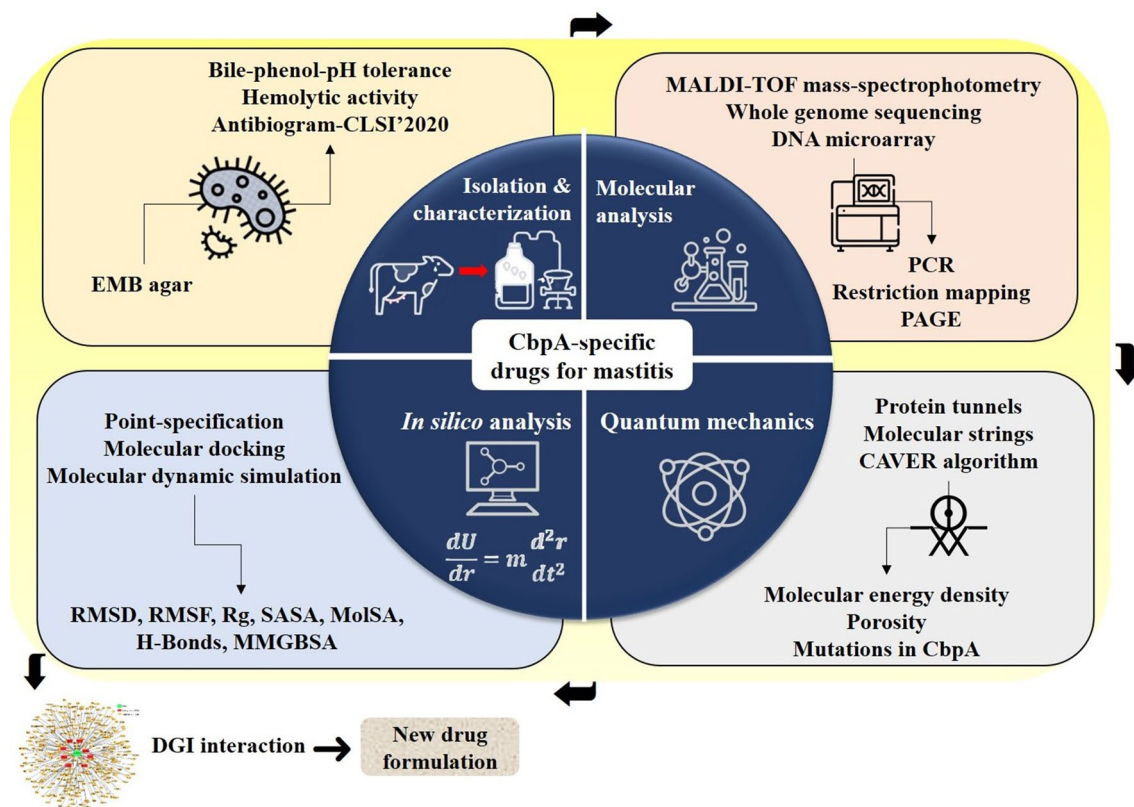 Bile-phenol-pH tolerance
Hemolytic activity
Antibiogram-CLSI’2020
EMB agar
Isolation &
characterization
Molecular
analysis
MALDI-TOF mass-spectrophotometry
Whole genome sequencing
DNA microarray
PCR
Restriction mapping
PAGE
CbpA-specific
drugs for mastitis
Point-specification
Molecular docking
Molecular dynamic simulation
RMSD, RMSF, Rg, SASA, MolSA,
H-Bonds, MMGBSA
In silico analysis
dU/dr = m d²r/dt²
Quantum mechanics
Protein tunnels
Molecular strings
CAVER algorithm
Molecular energy density
Porosity
Mutations in CbpA
DGI interaction
New drug
formulation